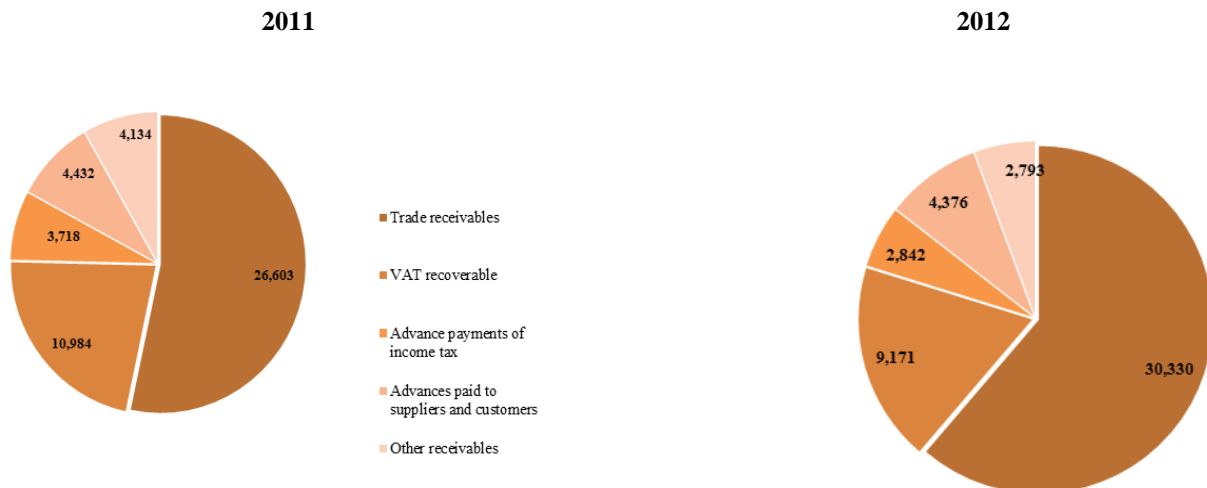 2011
2012
4,134
4,432
3,718
10,984
26,603
Trade receivables
VAT recoverable
Advance payments of
income tax
Advances paid to
suppliers and customers
Other receivables
2,793
4,376
2,842
9,171
30,330